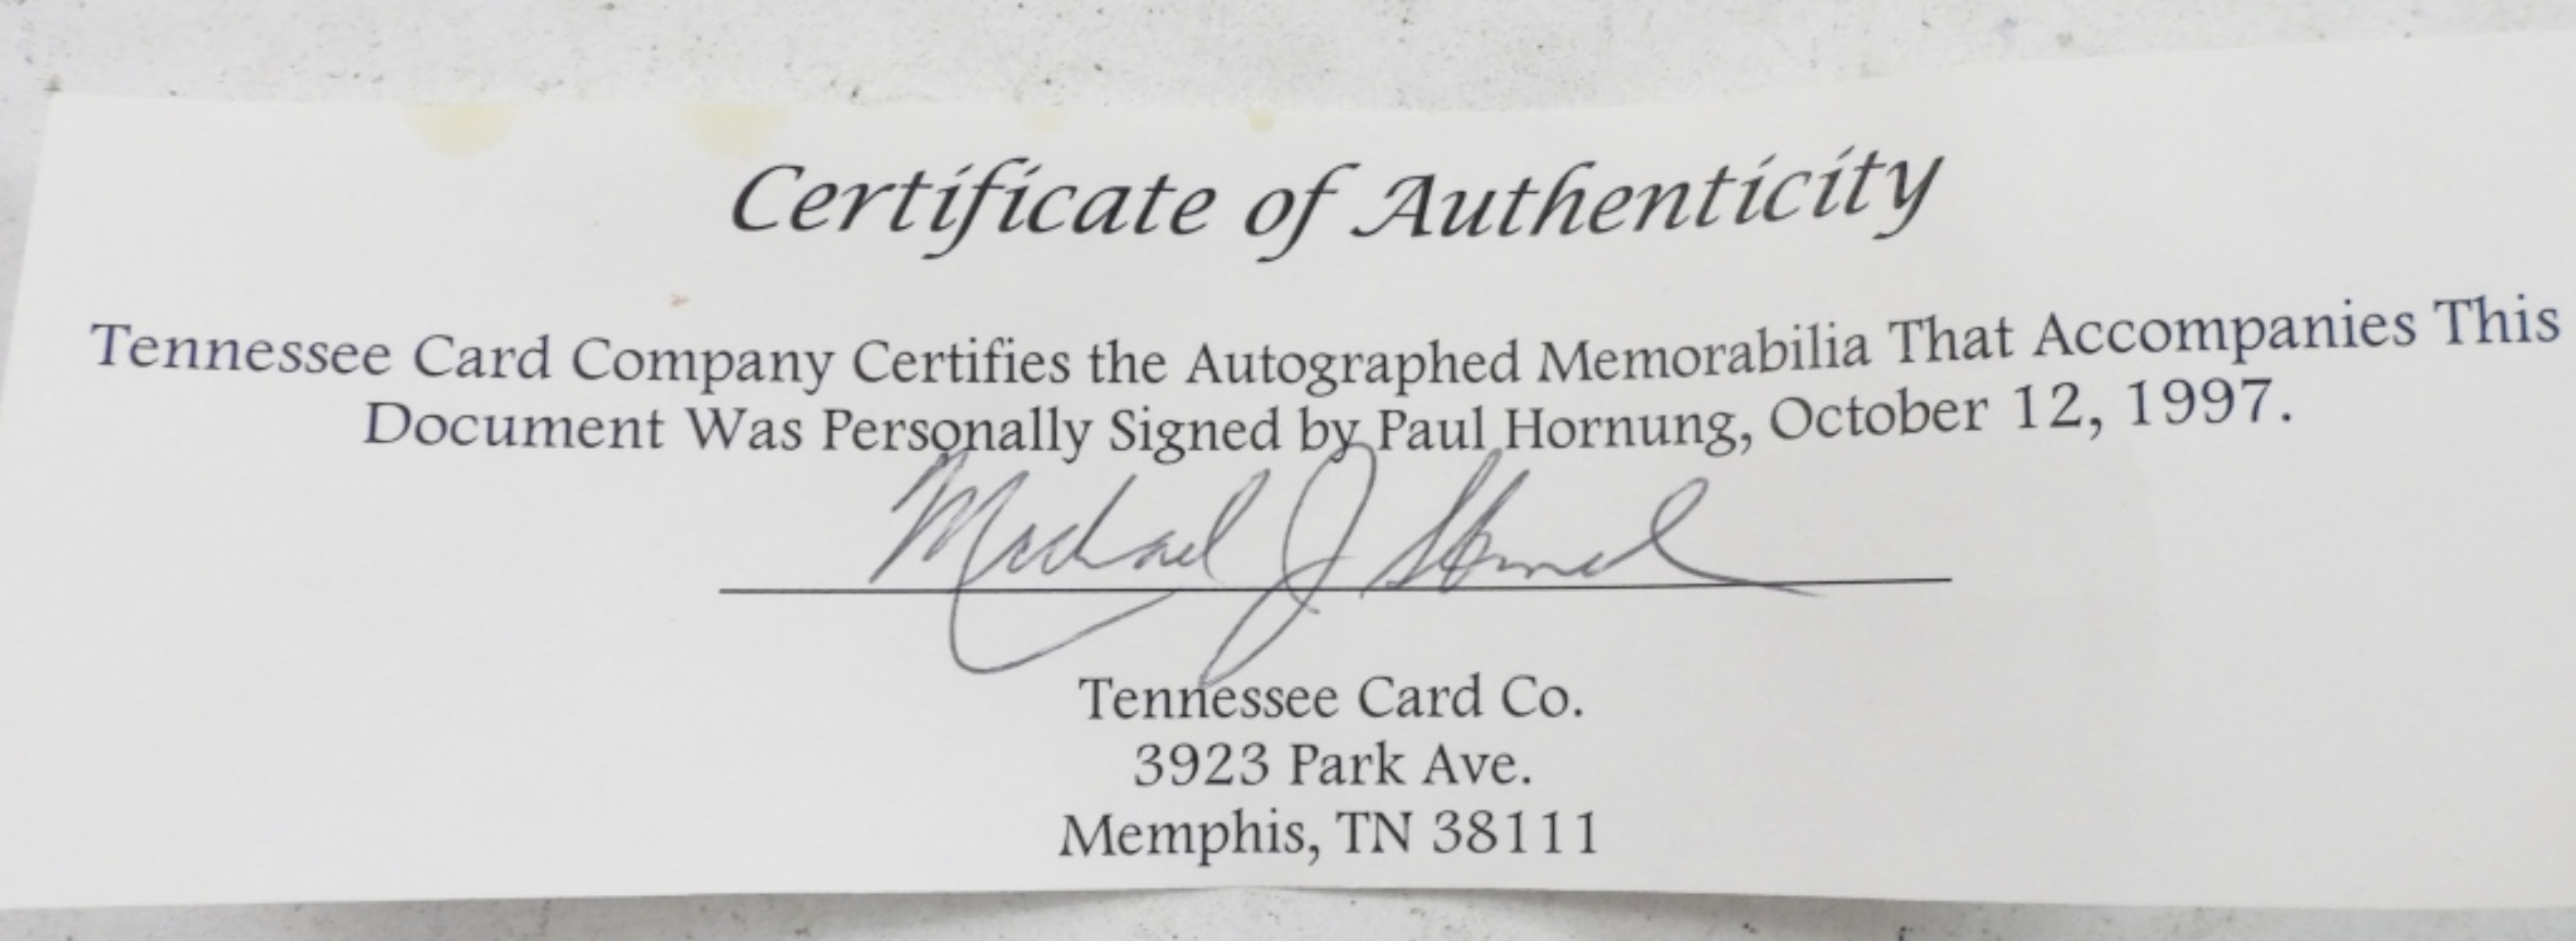 Certificate of Authenticity
Tennessee Card Company Certifies the Autographed Memorabilia That Accompanies This
Document Was Personally Signed by Paul Hornung, October 12, 1997.
Michael J
Tennessee Card Co.
3923 Park Ave.
Memphis, TN 38111